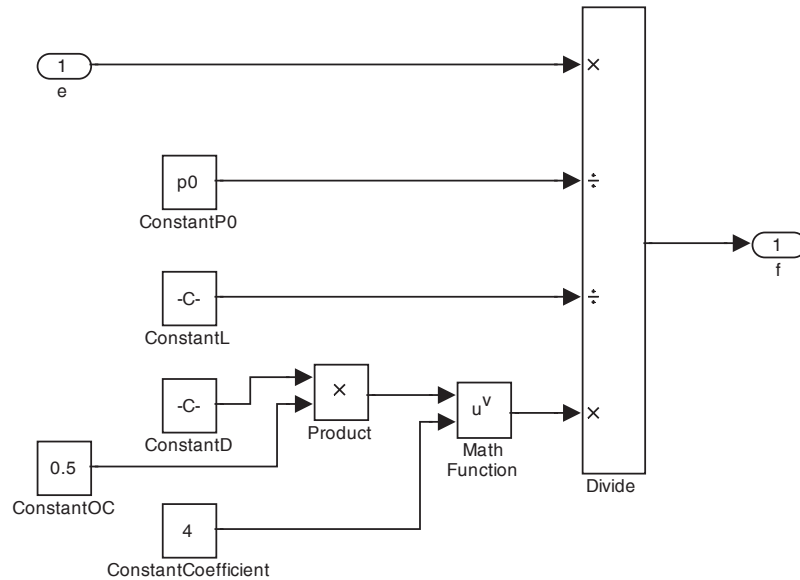 1
×
e
p0
÷
ConstantP0
1
f
-C-
÷
ConstantL
×
-C-
u^v
×
ConstantD
Product
Math
Function
0.5
Divide
ConstantOC
4
ConstantCoefficient